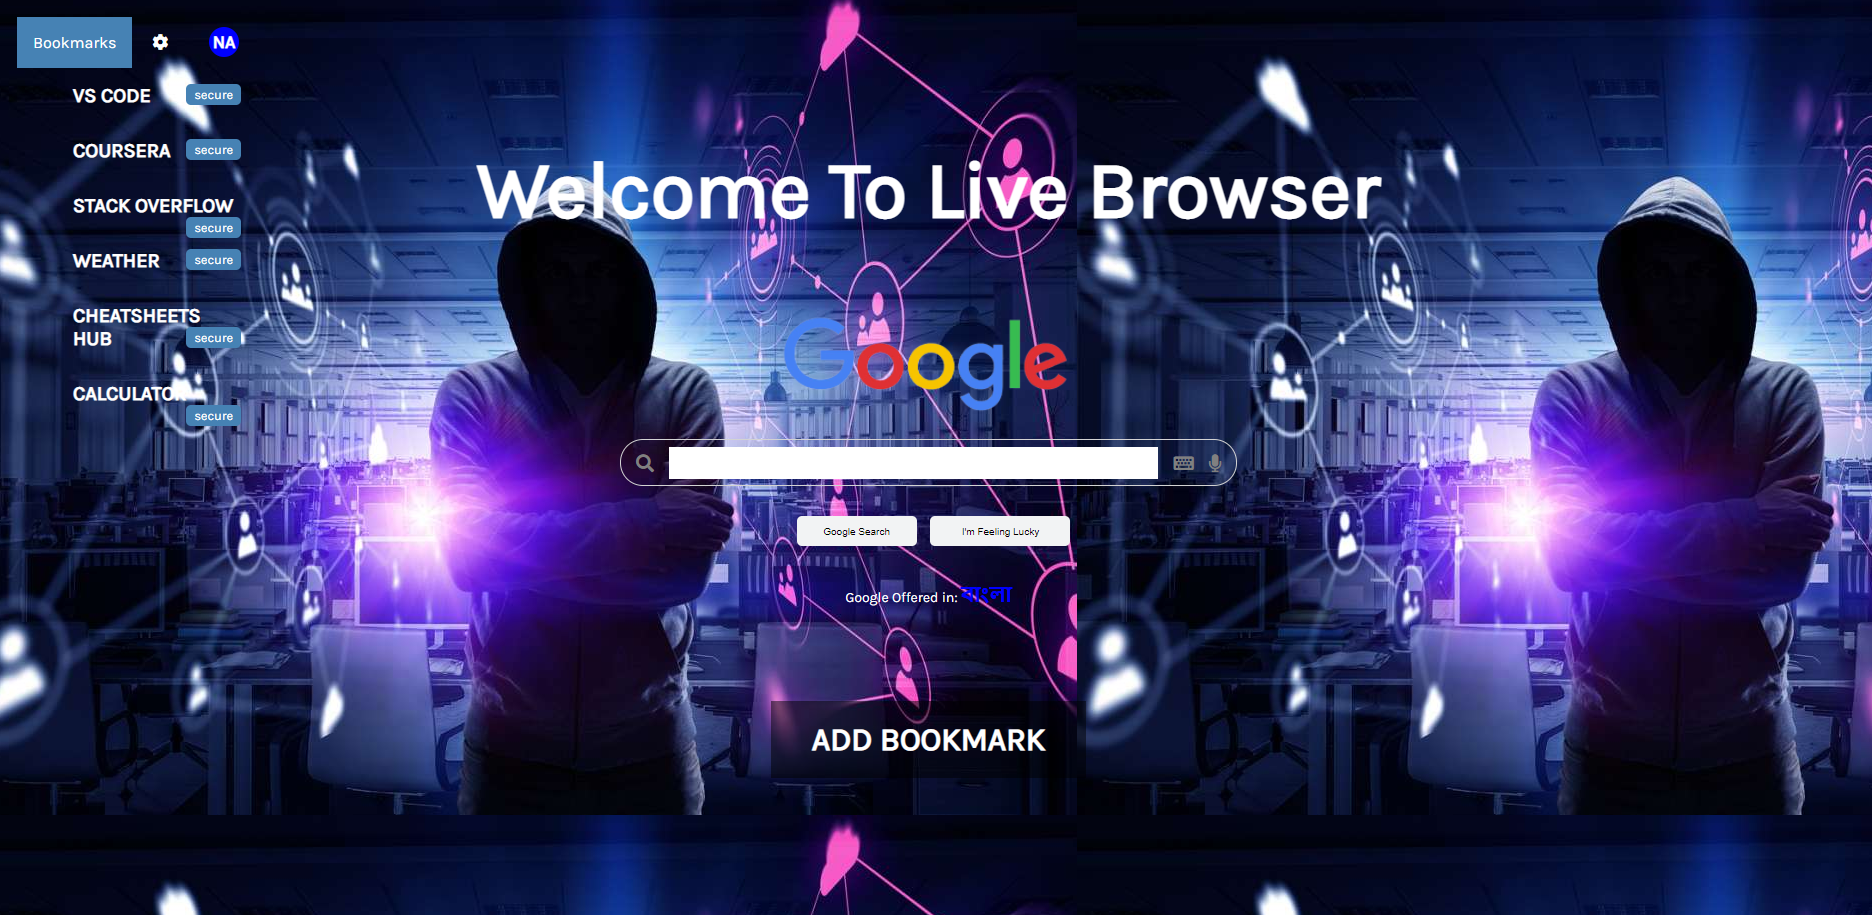 Bookmarks
NA
VS CODE
secure
COURSERA
secure
STACK OVERFLOW
secure
WEATHER
secure
CHEATSHEETS
HUB
secure
CALCULATOR
secure
Welcome To Live Browser
Google
Google Search
I'm Feeling Lucky
Google Offered in: বাংলা
ADD BOOKMARK